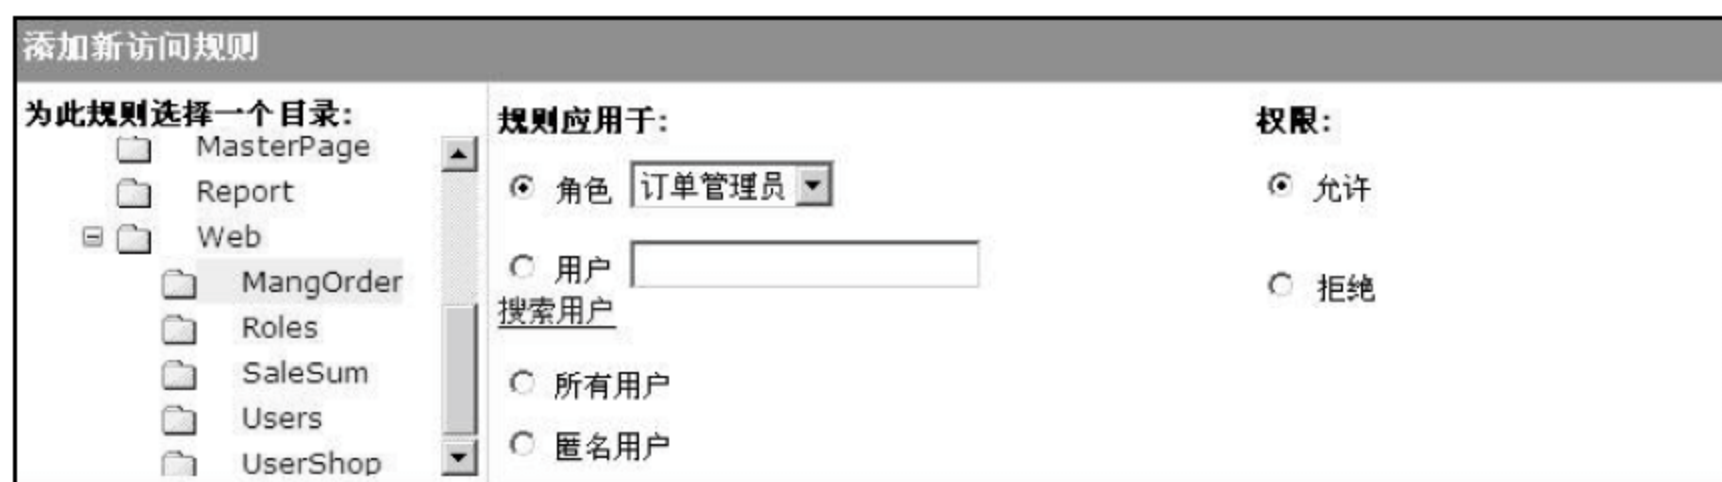 添加新访问规则
为此规则选择一个目录:
MasterPage
Report
Web
MangOrder
Roles
SaleSum
Users
UserShop
规则应用于:
角色 订单管理员
用户
搜索用户
所有用户
匿名用户
权限:
允许
拒绝